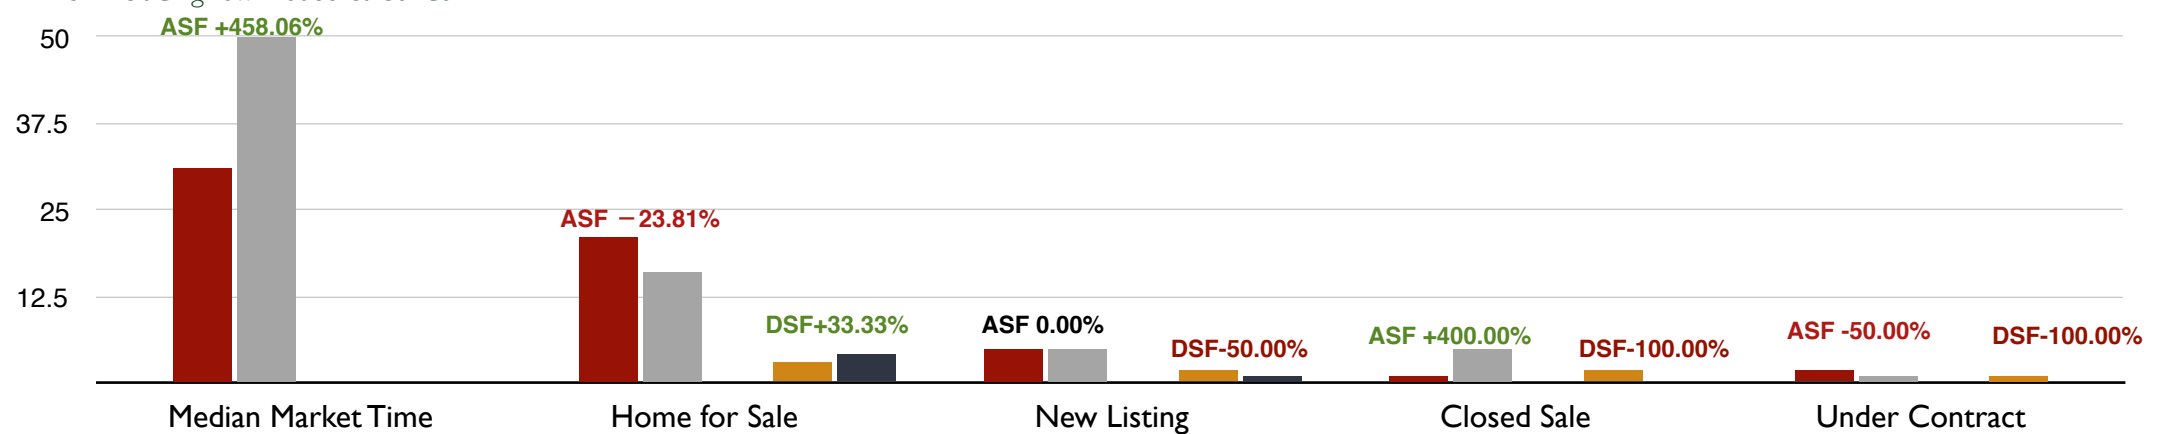 ASF +458.06%
50
37.5
25
12.5
ASF −23.81%
DSF+33.33%
ASF 0.00%
DSF-50.00%
ASF +400.00%
DSF-100.00%
ASF -50.00%
DSF-100.00%
Median Market Time
Home for Sale
New Listing
Closed Sale
Under Contract